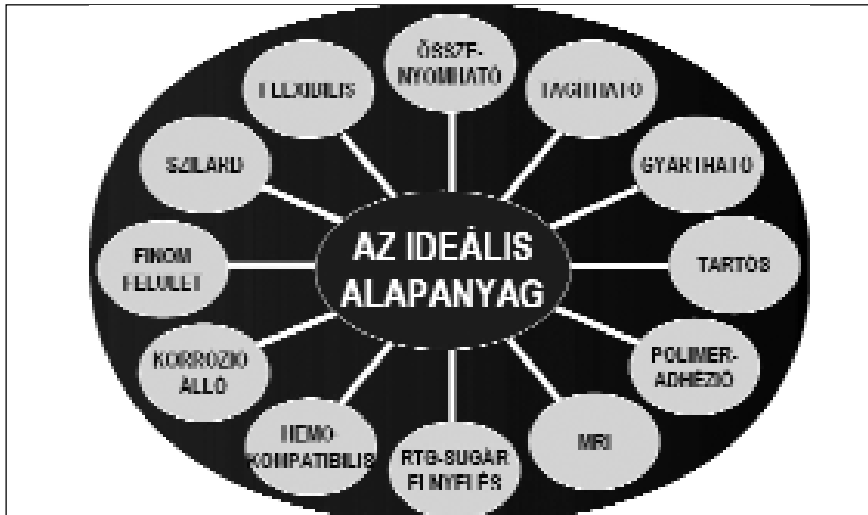 AZ IDEÁLIS
ALAPANYAG
ÖSSZE-
NYOMHATÓ
TÁGÍTHATÓ
GYÁRTHATÓ
TARTÓS
POLIMER-
ADHÉZIÓ
MRI
RTG-SUGÁR
ELNYELÉS
HEMO-
KOMPATIBILIS
KORRÓZIÓ
ÁLLÓ
FINOM
FELÜLET
SZILÁRD
FLEXIBILIS